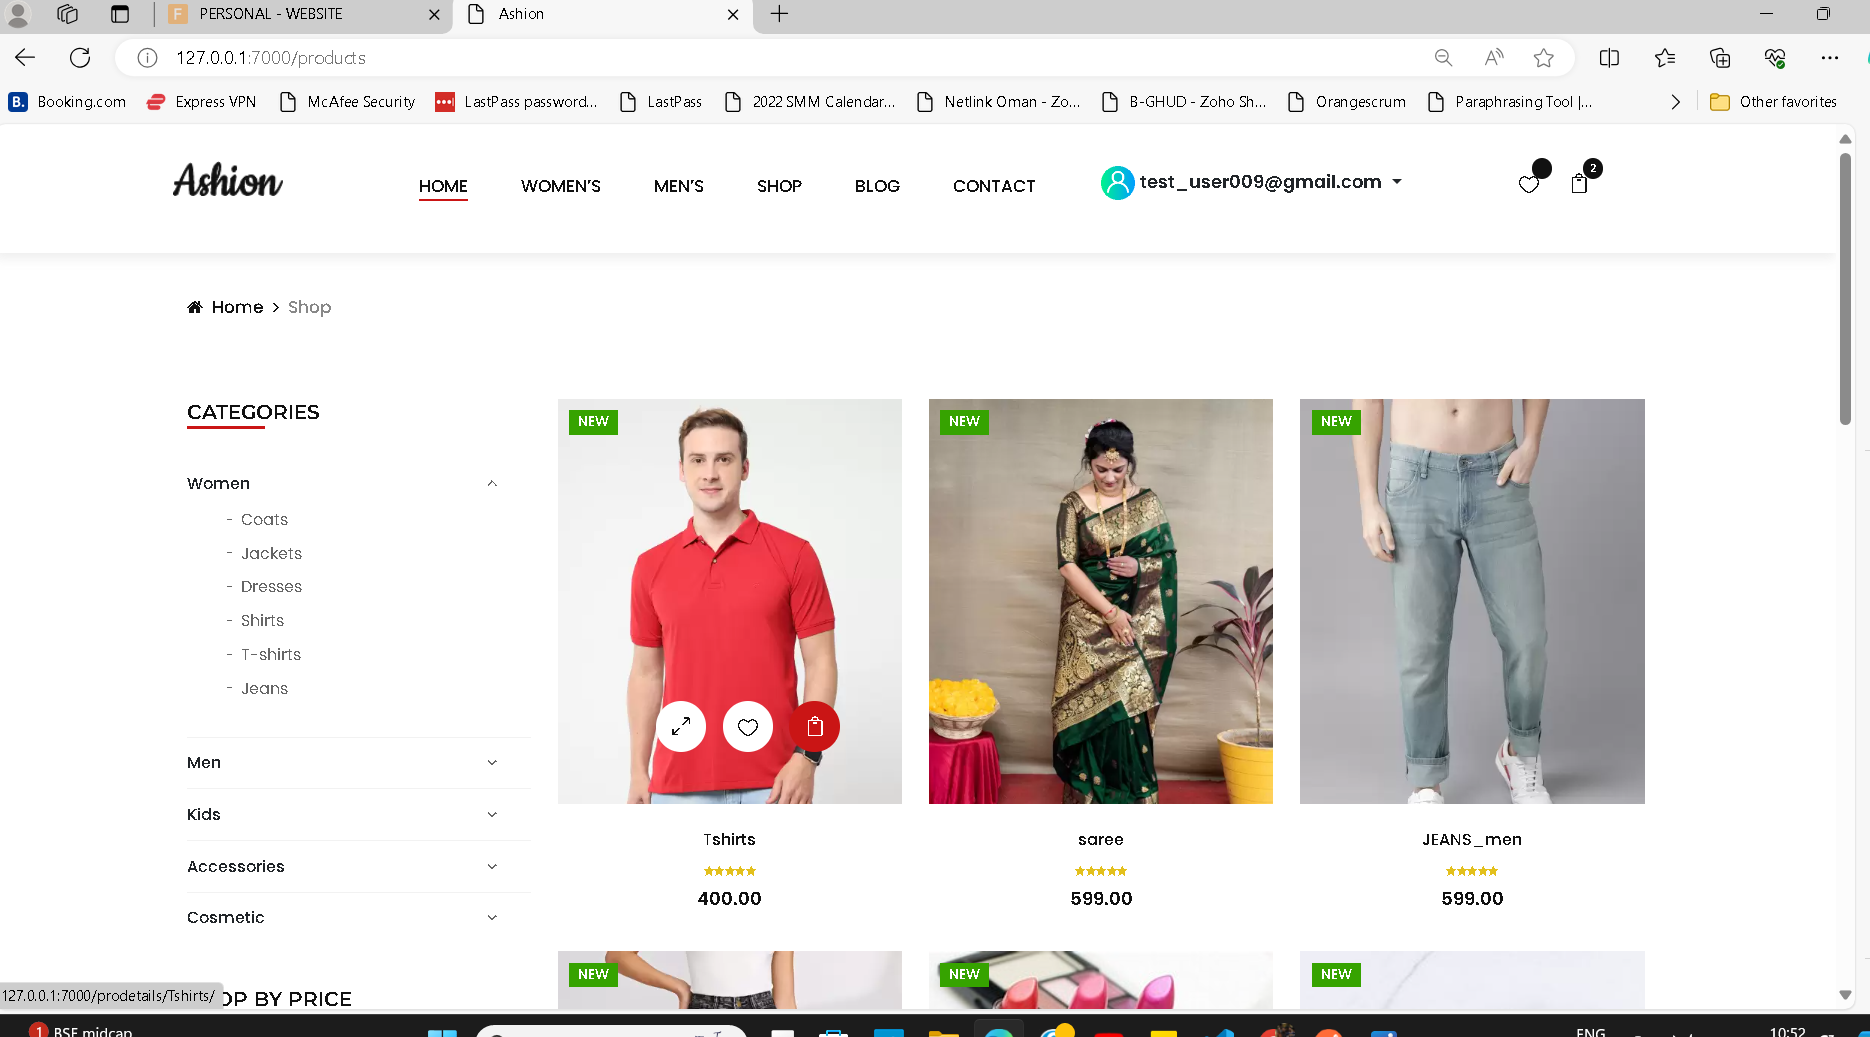 PERSONAL - WEBSITE
Ashion
127.0.0.1:7000/products
Booking.com
Express VPN
McAfee Security
LastPass password...
LastPass
2022 SMM Calendar...
Netlink Oman - Zo...
B-GHUD - Zoho Sh...
Orangescrum
Paraphrasing Tool |...
Other favorites
Ashion
HOME
WOMEN'S
MEN'S
SHOP
BLOG
CONTACT
test_user009@gmail.com
2
Home > Shop
CATEGORIES
Women
- Coats
- Jackets
- Dresses
- Shirts
- T-shirts
- Jeans
Men
Kids
Accessories
Cosmetic
OP BY PRICE
NEW
NEW
NEW
Tshirts
400.00
saree
599.00
JEANS_men
599.00
NEW
NEW
NEW
127.0.0.1:7000/prodetails/Tshirts/
1
BSE midcap
ENG
10:52